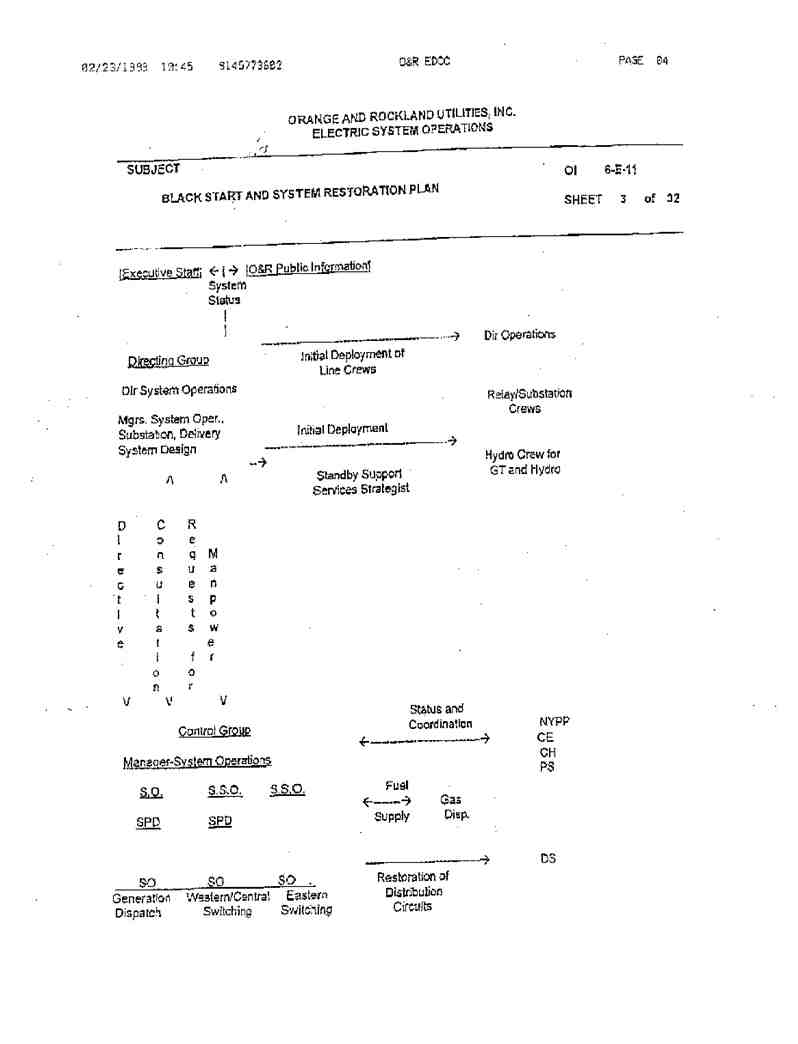 02/23/1999 10:45 9145773602 O&R EDCC PAGE 04
ORANGE AND ROCKLAND UTILITIES, INC.
ELECTRIC SYSTEM OPERATIONS
SUBJECT
OI 6-E-11
BLACK START AND SYSTEM RESTORATION PLAN
SHEET 3 of 32
|Executive Staff| ← | → |O&R Public Information|
System
Status
|
|
→ Dir Operations
Directing Group
Initial Deployment of
Line Crews
Dir System Operations
Relay/Substation
Crews
Mgrs. System Oper.,
Substation, Delivery
System Design
Initial Deployment
→
Hydro Crew for
GT and Hydro
-->
Standby Support
Services Strategist
Λ Λ
Directive
Consultation
Requests for
Manpower
V V V
Status and
Coordination
Control Group
← →
NYPP
CE
CH
PS
Manager-System Operations
S.O. S.S.O. S.S.O.
Fuel
←----→ Gas
Supply Disp.
SPD SPD
→ DS
SO SO SO
Restoration of
Distribution
Circuits
Generation
Dispatch
Western/Central
Switching
Eastern
Switching